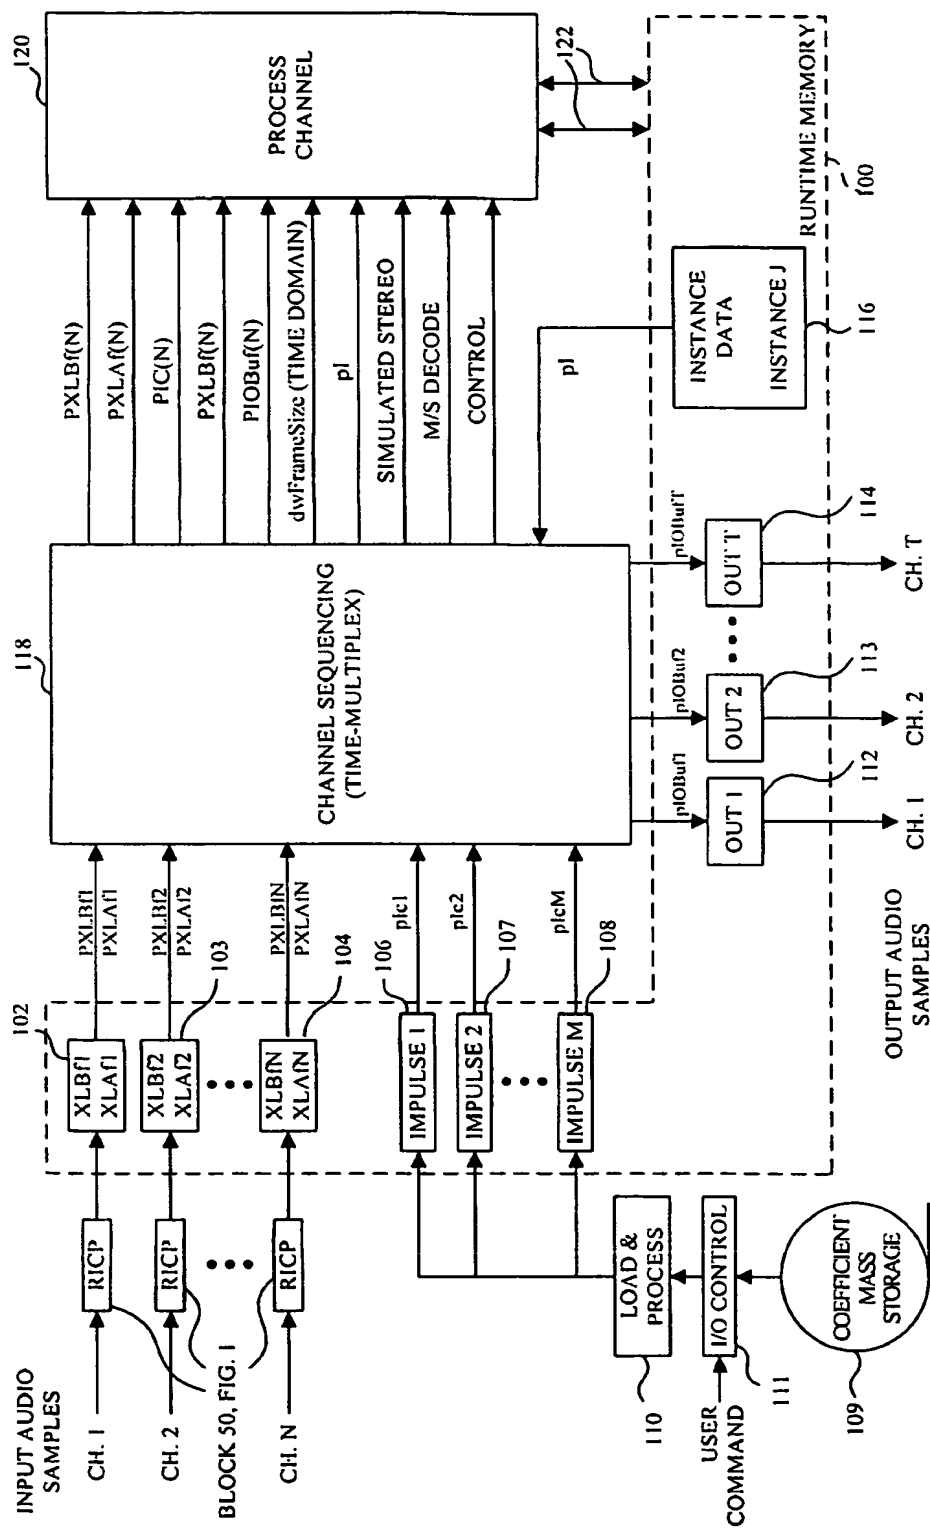 INPUT AUDIO
SAMPLES
CH. 1
CH. 2
CH. N
BLOCK 50, FIG. 1
RICP
RICP
RICP
102
XLBf1
XLAf1
XLBf2
XLAf2
103
XLBfN
XLAfN
104
PXLBf1
PXLAf1
PXLBf2
PXLAf2
PXLBfN
PXLAfN
USER
COMMAND
111
I/O CONTROL
110
LOAD &
PROCESS
109
COEFFICIENT
MASS
STORAGE
106
IMPULSE 1
107
IMPULSE 2
108
IMPULSE M
pIc1
pIc2
pIcM
118
CHANNEL SEQUENCING
(TIME-MULTIPLEX)
pIOBuf1
pIOBuf2
pIOBufT
OUT 1
OUT 2
OUT T
112
113
114
OUTPUT AUDIO
SAMPLES
CH. 1
CH. 2
CH. T
PXLBf(N)
PXLAf(N)
PIC(N)
PXLBf(N)
PIOBuf(N)
dwFrameSize (TIME DOMAIN)
pI
SIMULATED STEREO
M/S DECODE
CONTROL
pI
INSTANCE
DATA
INSTANCE J
116
120
PROCESS
CHANNEL
122
RUNTIME MEMORY
100